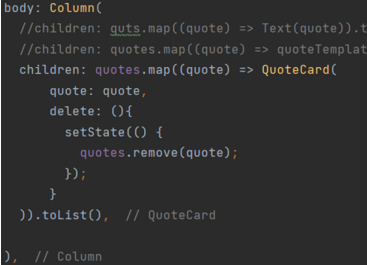 body: Column(
//children: quts.map((quote) => Text(quote)).t
//children: quotes.map((quote) => quoteTemplat
children: quotes.map((quote) => QuoteCard(
quote: quote,
delete: (){
setState(() {
quotes.remove(quote);
});
}
)).toList(),  // QuoteCard
),  // Column